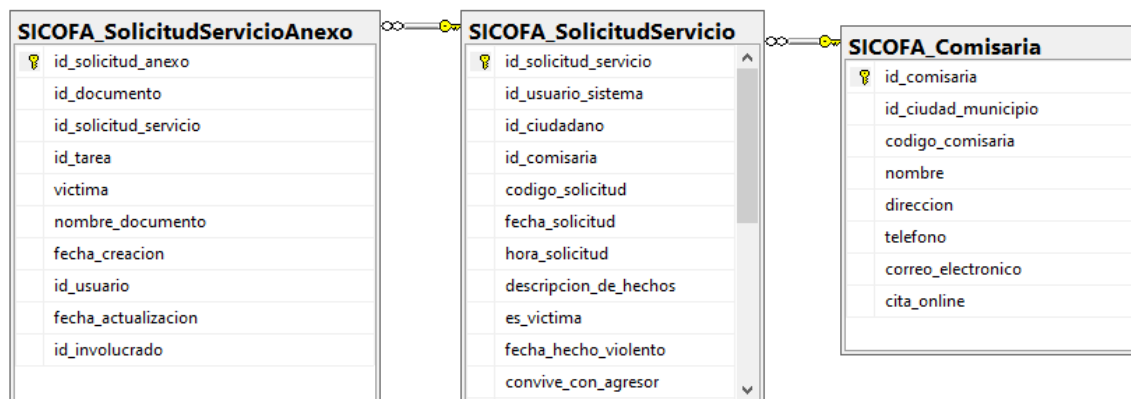 SICOFA_SolicitudServicioAnexo
id_solicitud_anexo
id_documento
id_solicitud_servicio
id_tarea
victima
nombre_documento
fecha_creacion
id_usuario
fecha_actualizacion
id_involucrado
SICOFA_SolicitudServicio
id_solicitud_servicio
id_usuario_sistema
id_ciudadano
id_comisaria
codigo_solicitud
fecha_solicitud
hora_solicitud
descripcion_de_hechos
es_victima
fecha_hecho_violento
convive_con_agresor
SICOFA_Comisaria
id_comisaria
id_ciudad_municipio
codigo_comisaria
nombre
direccion
telefono
correo_electronico
cita_online